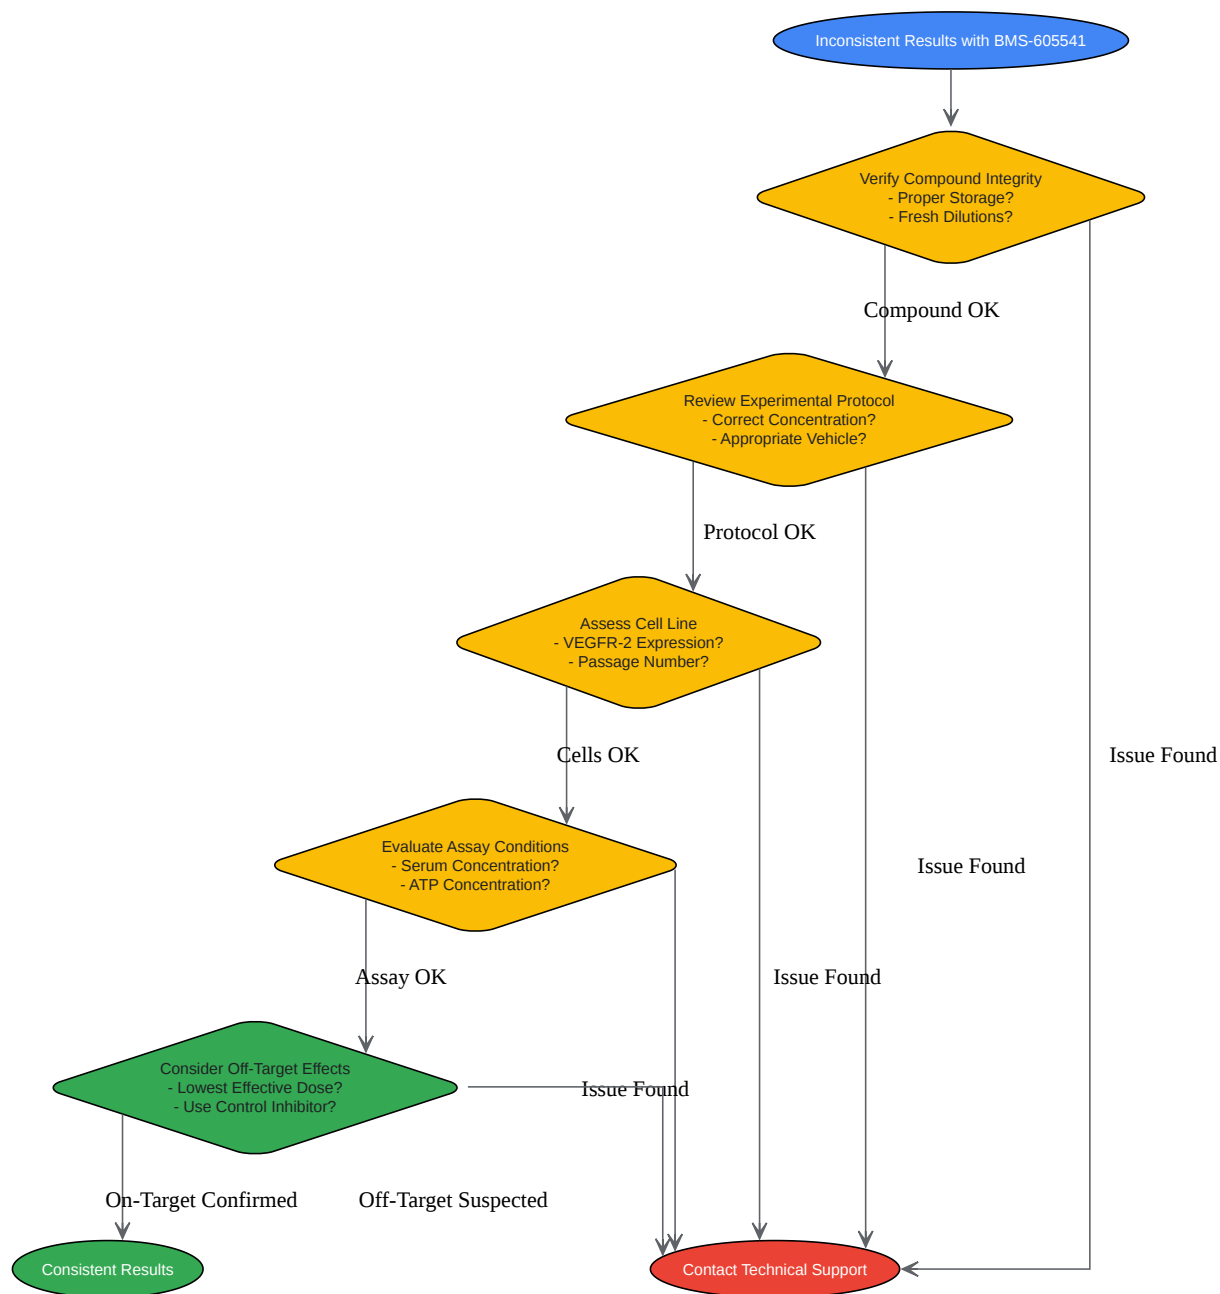 Inconsistent Results with BMS-605541
Verify Compound Integrity
- Proper Storage?
- Fresh Dilutions?
Compound OK
Review Experimental Protocol
- Correct Concentration?
- Appropriate Vehicle?
Protocol OK
Assess Cell Line
- VEGFR-2 Expression?
- Passage Number?
Cells OK
Issue Found
Evaluate Assay Conditions
- Serum Concentration?
- ATP Concentration?
Issue Found
Assay OK
Issue Found
Consider Off-Target Effects
- Lowest Effective Dose?
- Use Control Inhibitor?
Issue Found
On-Target Confirmed
Off-Target Suspected
Consistent Results
Contact Technical Support